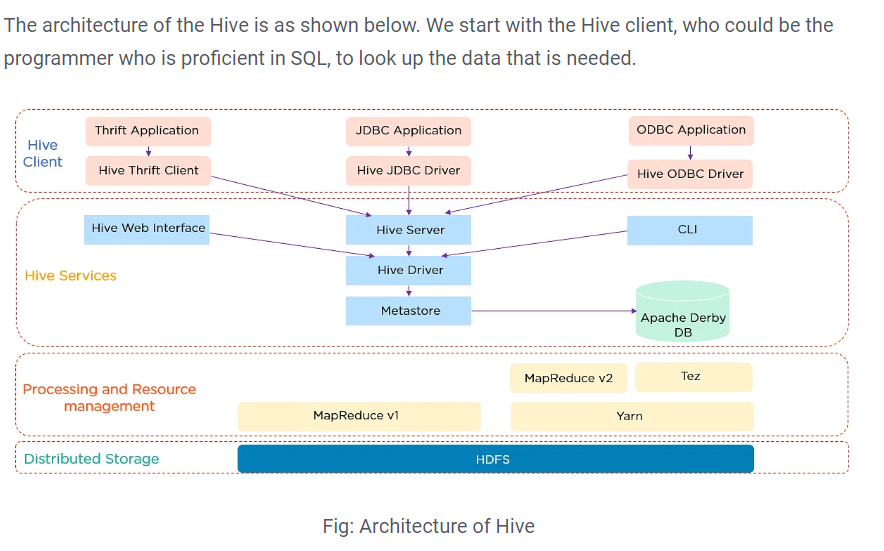 The architecture of the Hive is as shown below. We start with the Hive client, who could be the
programmer who is proficient in SQL, to look up the data that is needed.
Thrift Application
JDBC Application
ODBC Application
Hive
Client
Hive Thrift Client
Hive JDBC Driver
Hive ODBC Driver
Hive Web Interface
Hive Server
CLI
Hive Services
Hive Driver
Metastore
Apache Derby
DB
Processing and Resource
management
MapReduce v2
Tez
MapReduce v1
Yarn
Distributed Storage
HDFS
Fig: Architecture of Hive